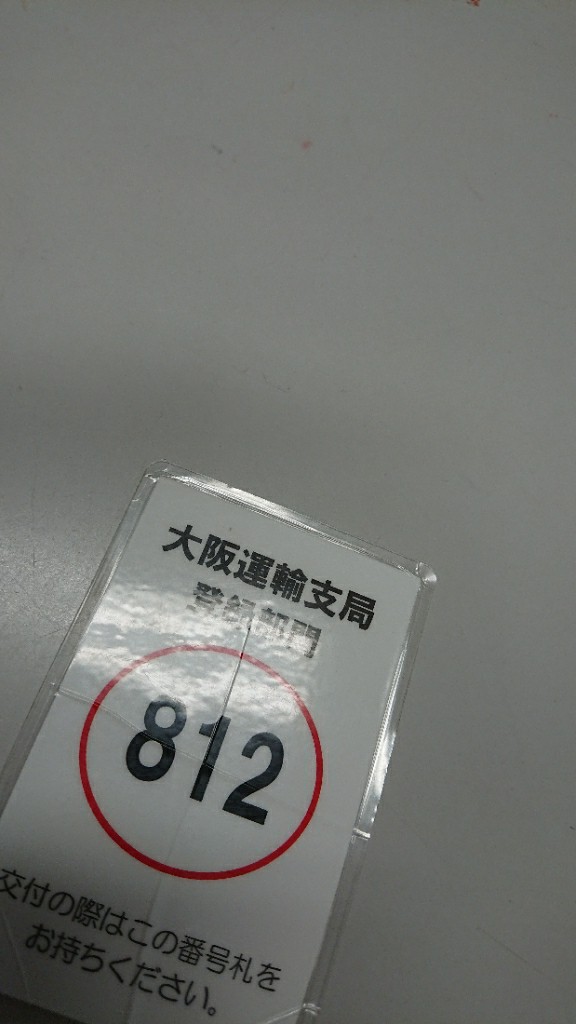 大阪運輸支局
登録部門
812
交付の際はこの番号札を
お持ちください。